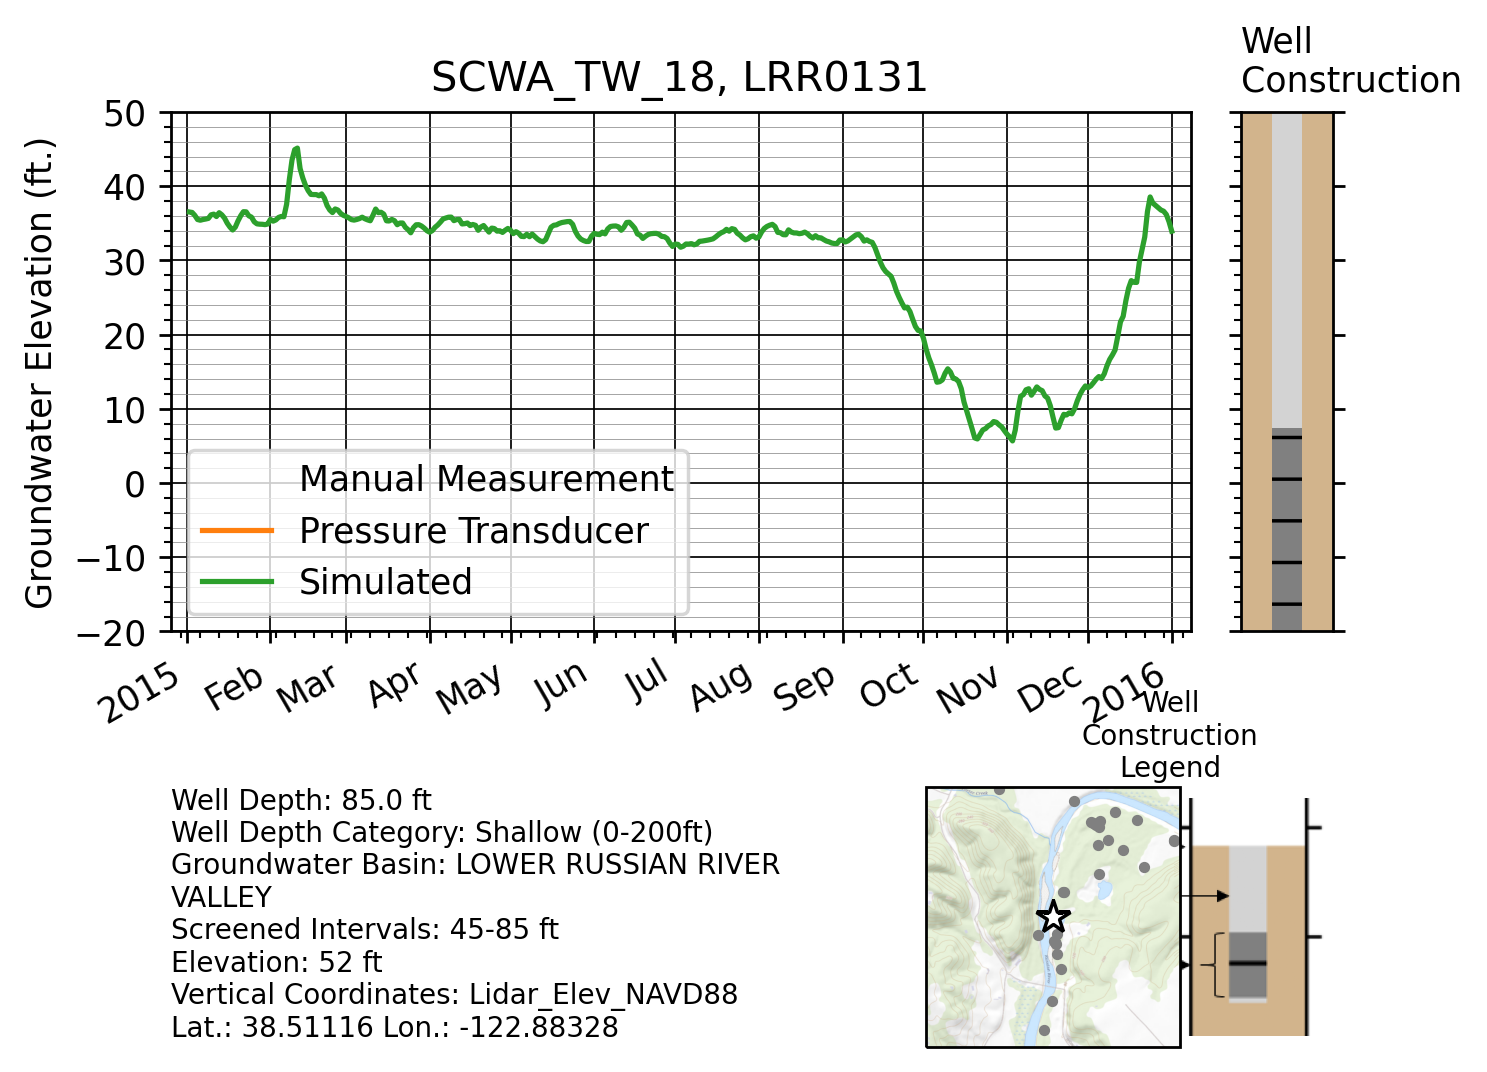 Well
Construction
SCWA_TW_18, LRR0131
Groundwater Elevation (ft.)
50
40
30
20
10
0
−10
−20
Manual Measurement
Pressure Transducer
Simulated
2015 Feb Mar Apr May Jun Jul Aug Sep Oct Nov Dec 2016
Well
Construction
Legend
Well Depth: 85.0 ft
Well Depth Category: Shallow (0-200ft)
Groundwater Basin: LOWER RUSSIAN RIVER
VALLEY
Screened Intervals: 45-85 ft
Elevation: 52 ft
Vertical Coordinates: Lidar_Elev_NAVD88
Lat.: 38.51116 Lon.: -122.88328